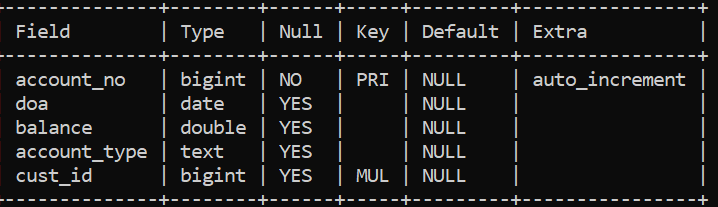 Field | Type | Null | Key | Default | Extra |
account_no | bigint | NO | PRI | NULL | auto_increment |
doa | date | YES | | NULL | |
balance | double | YES | | NULL | |
account_type | text | YES | | NULL | |
cust_id | bigint | YES | MUL | NULL | |